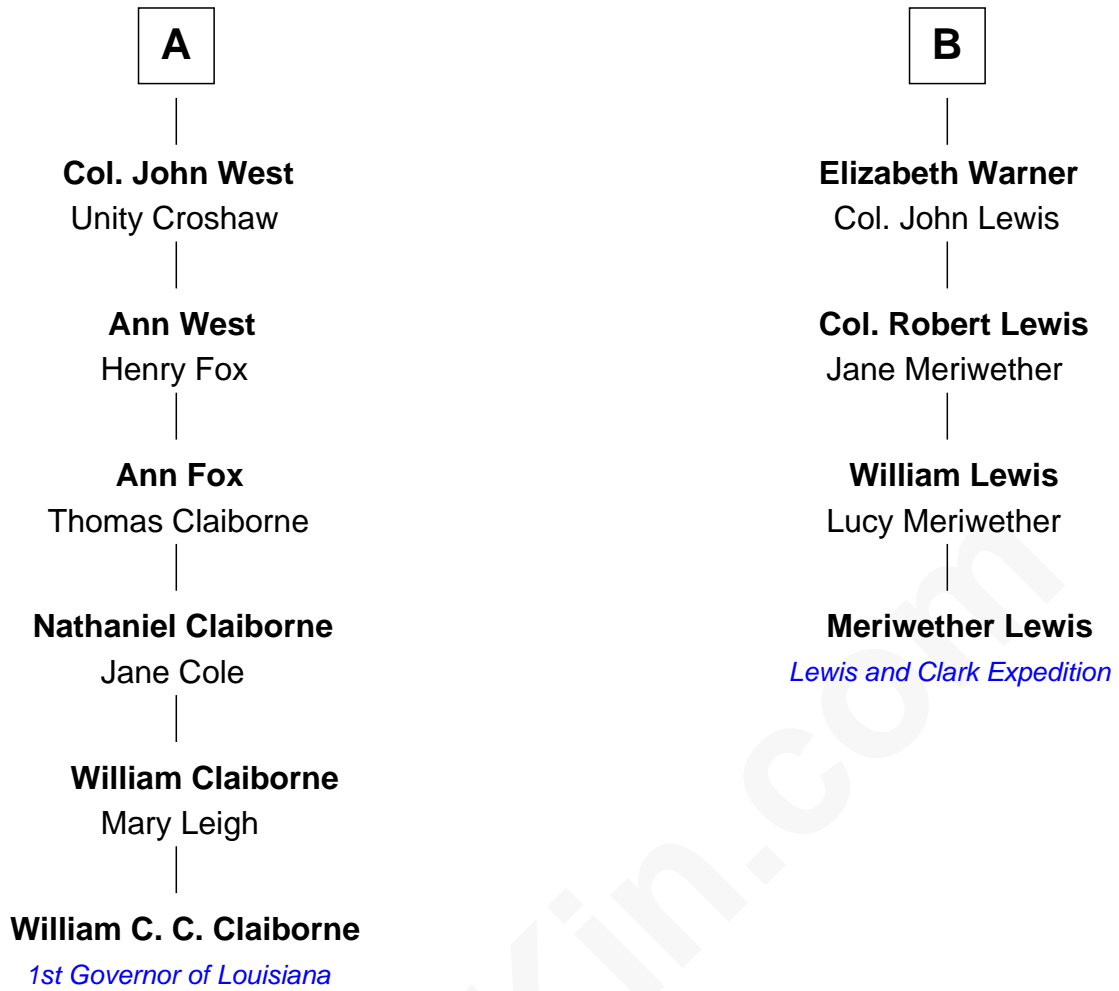 A
Col. John West
Unity Croshaw
Ann West
Henry Fox
Ann Fox
Thomas Claiborne
Nathaniel Claiborne
Jane Cole
William Claiborne
Mary Leigh
William C. C. Claiborne
1st Governor of Louisiana
B
Elizabeth Warner
Col. John Lewis
Col. Robert Lewis
Jane Meriwether
William Lewis
Lucy Meriwether
Meriwether Lewis
Lewis and Clark Expedition